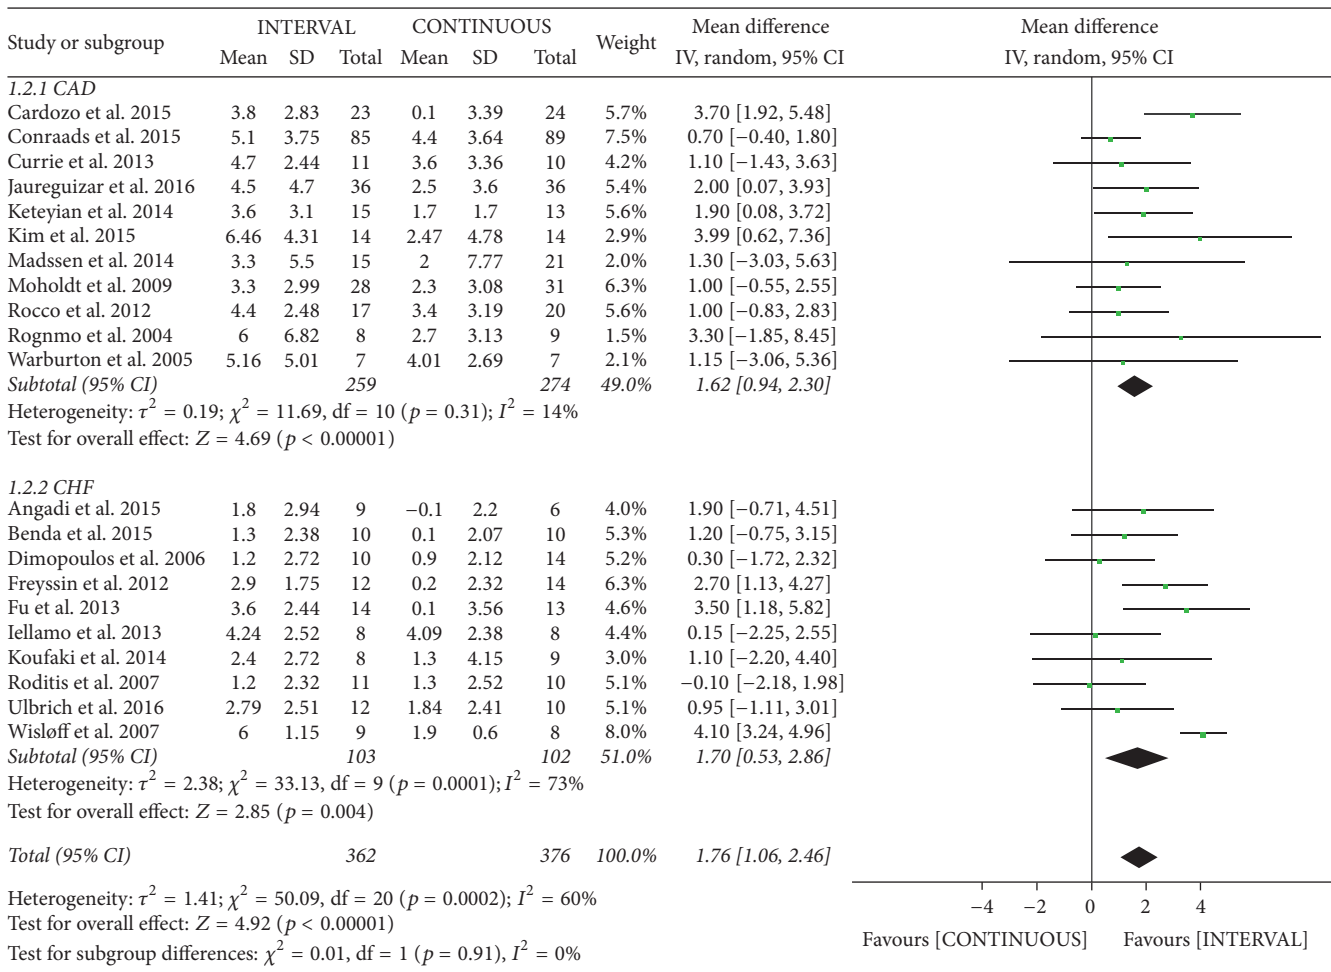 Study or subgroup INTERVAL CONTINUOUS Weight Mean difference Mean difference
Mean SD Total Mean SD Total IV, random, 95% CI IV, random, 95% CI
1.2.1 CAD
Cardozo et al. 2015 3.8 2.83 23 0.1 3.39 24 5.7% 3.70 [−1.92, 5.48]
Conraads et al. 2015 5.1 3.75 85 4.4 3.64 89 7.5% 0.70 [−0.40, 1.80]
Currie et al. 2013 4.7 2.44 11 3.6 3.36 10 4.2% 1.10 [−1.43, 3.63]
Jaureguizar et al. 2016 4.5 4.7 36 2.5 3.6 36 5.4% 2.00 [0.07, 3.93]
Keteyian et al. 2014 3.6 3.1 15 1.7 1.7 13 5.6% 1.90 [0.08, 3.72]
Kim et al. 2015 6.46 4.31 14 2.47 4.78 14 2.9% 3.99 [0.62, 7.36]
Madssen et al. 2014 3.3 5.5 15 2 7.77 21 2.0% 1.30 [−3.03, 5.63]
Moholdt et al. 2009 3.3 2.99 28 2.3 3.08 31 6.3% 1.00 [−0.55, 2.55]
Rocco et al. 2012 4.4 2.48 17 3.4 3.19 20 5.6% 1.00 [−0.83, 2.83]
Rognmo et al. 2004 6 6.82 8 2.7 3.13 9 1.5% 3.30 [−1.85, 8.45]
Warburton et al. 2005 5.16 5.01 7 4.01 2.69 7 2.1% 1.15 [−3.06, 5.36]
Subtotal (95% CI) 259 274 49.0% 1.62 [0.94, 2.30]
Heterogeneity: τ² = 0.19; χ² = 11.69, df = 10 (p = 0.31); I² = 14%
Test for overall effect: Z = 4.69 (p < 0.00001)
1.2.2 CHF
Angadi et al. 2015 1.8 2.94 9 −0.1 2.2 6 4.0% 1.90 [−0.71, 4.51]
Benda et al. 2015 1.3 2.38 10 0.1 2.07 10 5.3% 1.20 [−0.75, 3.15]
Dimopoulos et al. 2006 1.2 2.72 10 0.9 2.12 14 5.2% 0.30 [−1.72, 2.32]
Freyssin et al. 2012 2.9 1.75 12 0.2 2.32 14 6.3% 2.70 [1.13, 4.27]
Fu et al. 2013 3.6 2.44 14 0.1 3.56 13 4.6% 3.50 [1.18, 5.82]
Iellamo et al. 2013 4.24 2.52 8 4.09 2.38 8 4.4% 0.15 [−2.25, 2.55]
Koufaki et al. 2014 2.4 2.72 8 1.3 4.15 9 3.0% 1.10 [−2.20, 4.40]
Roditis et al. 2007 1.2 2.32 11 1.3 2.52 10 5.1% −0.10 [−2.18, 1.98]
Ulbrich et al. 2016 2.79 2.51 12 1.84 2.41 10 5.1% 0.95 [−1.11, 3.01]
Wisløff et al. 2007 6 1.15 9 1.9 0.6 8 8.0% 4.10 [3.24, 4.96]
Subtotal (95% CI) 103 102 51.0% 1.70 [0.53, 2.86]
Heterogeneity: τ² = 2.38; χ² = 33.13, df = 9 (p = 0.0001); I² = 73%
Test for overall effect: Z = 2.85 (p = 0.004)
Total (95% CI) 362 376 100.0% 1.76 [1.06, 2.46]
Heterogeneity: τ² = 1.41; χ² = 50.09, df = 20 (p = 0.0002); I² = 60%
Test for overall effect: Z = 4.92 (p < 0.00001)
Test for subgroup differences: χ² = 0.01, df = 1 (p = 0.91), I² = 0%
−4 −2 0 2 4
Favours [CONTINUOUS] Favours [INTERVAL]